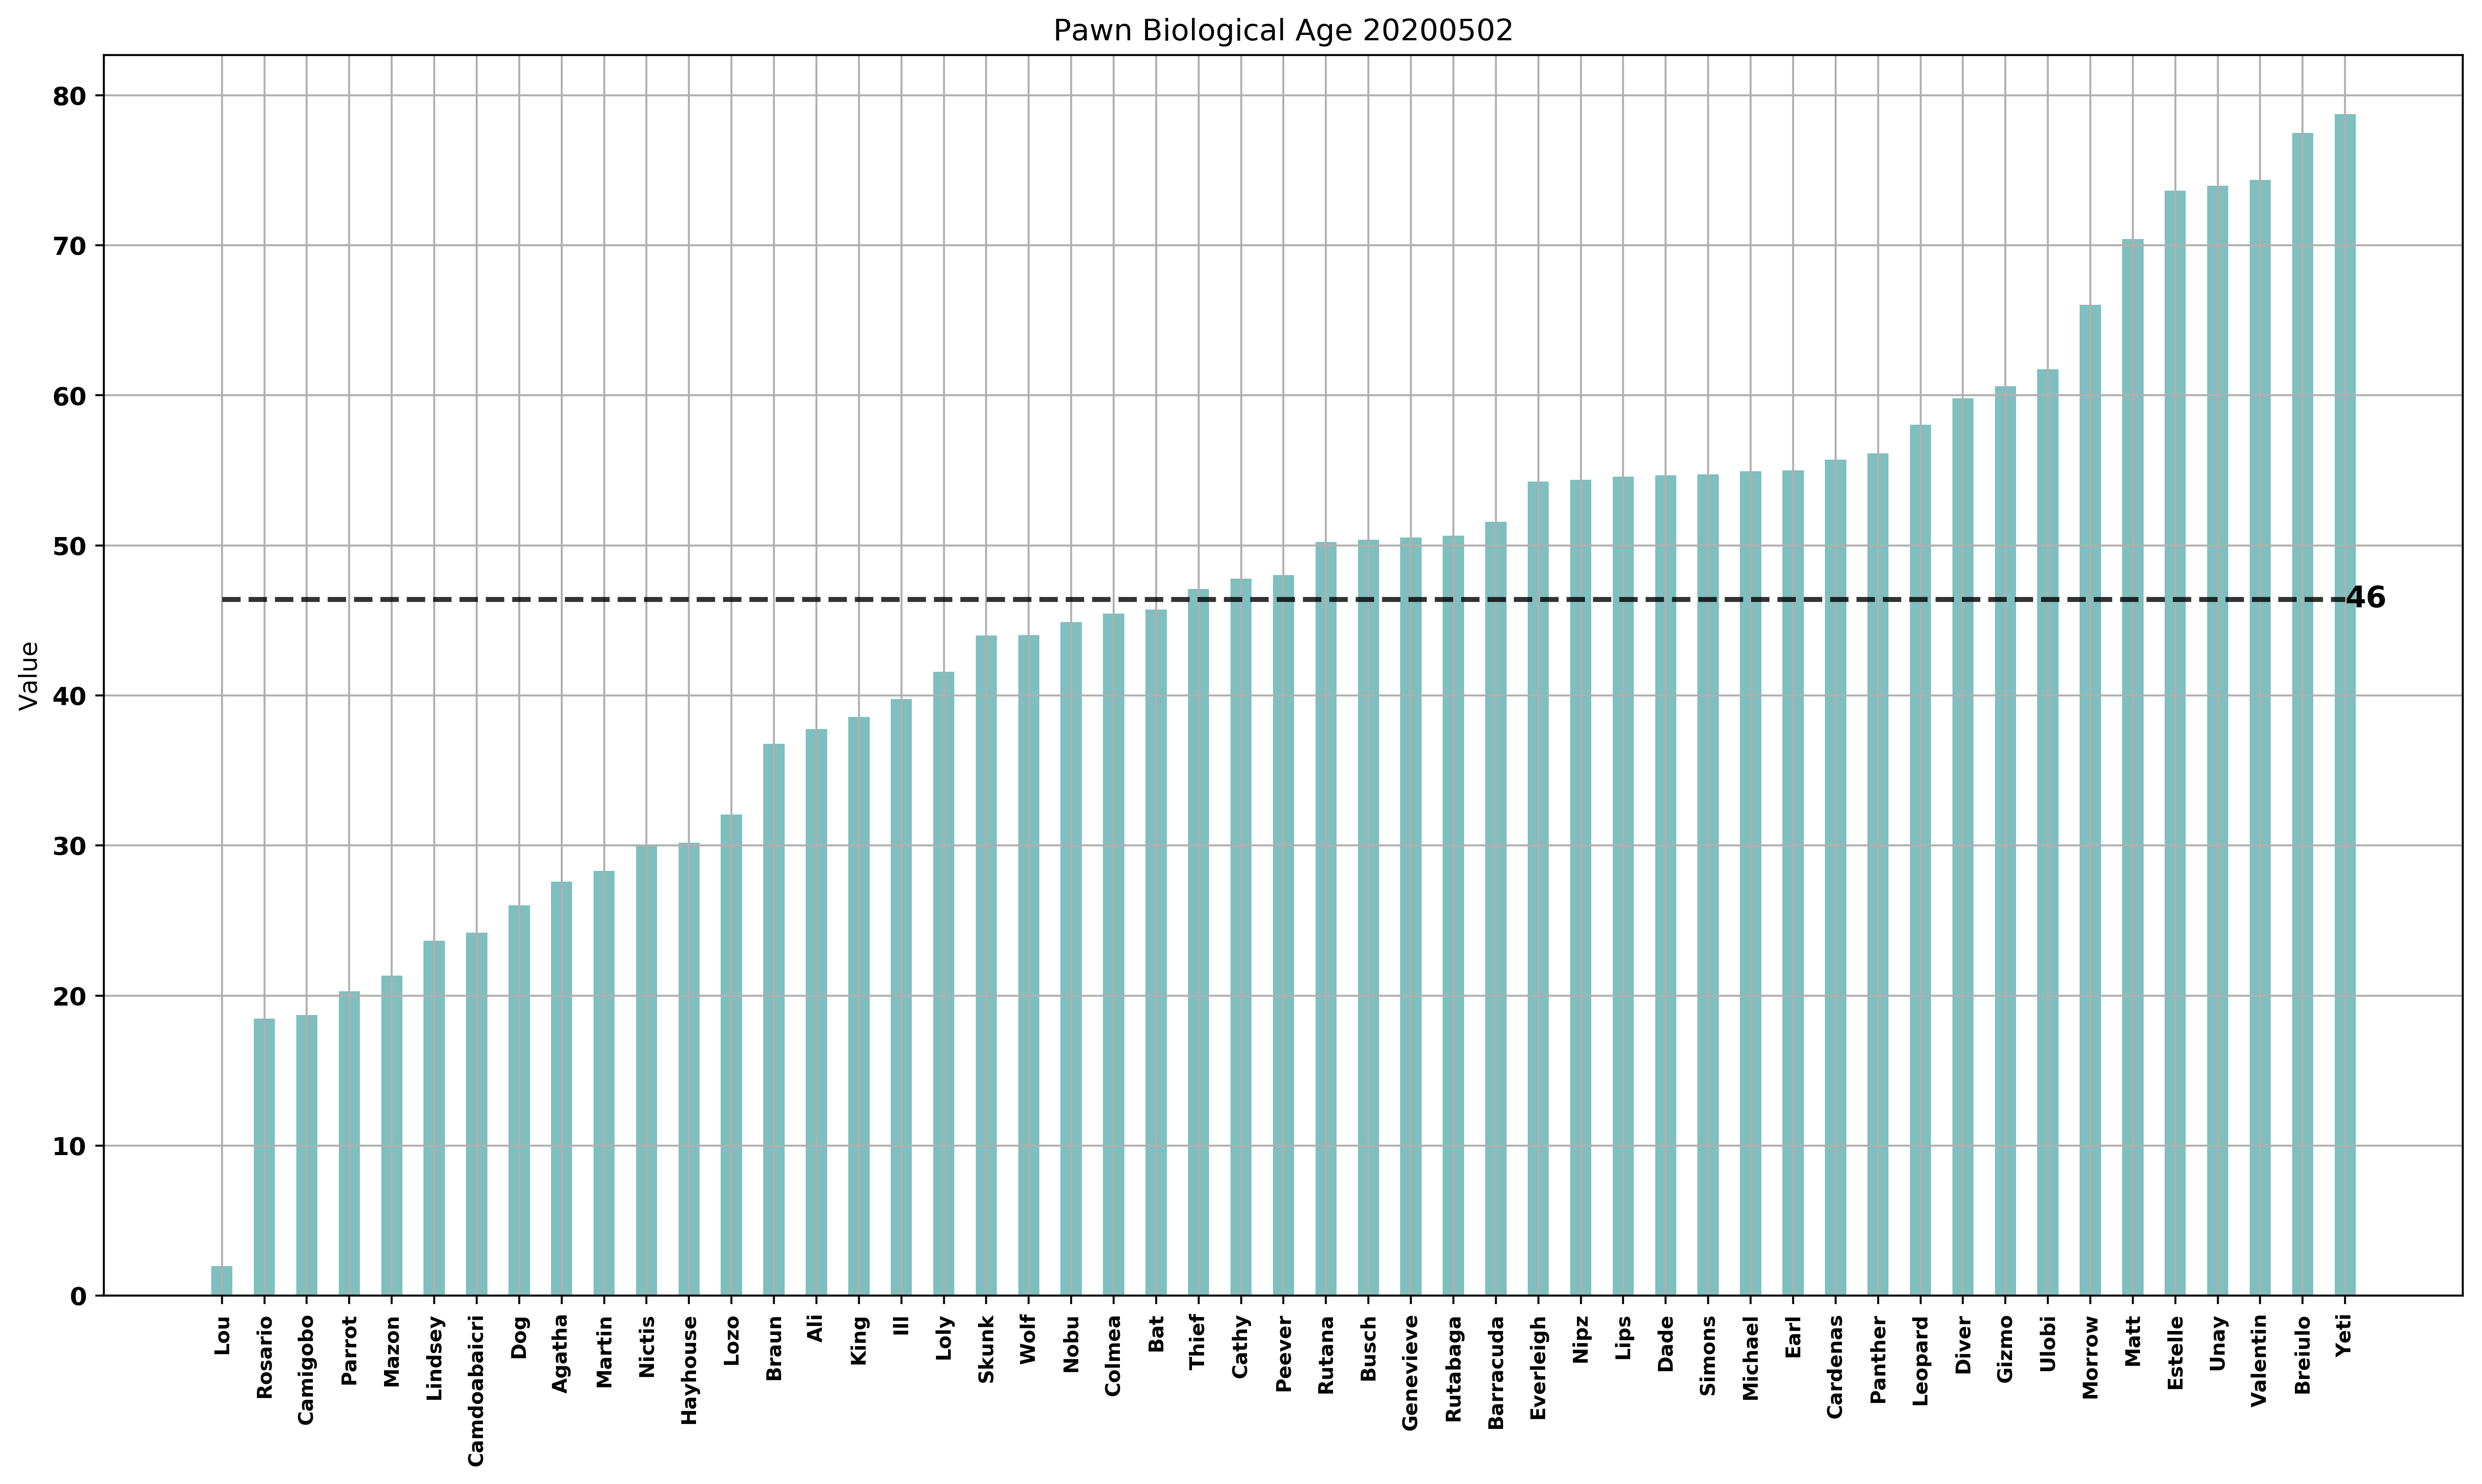 Pawn Biological Age 20200502
80
70
60
50
40
30
20
10
0
Value
46
Lou
Rosario
Camigobo
Parrot
Mazon
Lindsey
Camdoabaicri
Dog
Agatha
Martin
Nictis
Hayhouse
Lozo
Braun
Ali
King
Ill
Loly
Skunk
Wolf
Nobu
Colmea
Bat
Thief
Cathy
Peever
Rutana
Busch
Genevieve
Rutabaga
Barracuda
Everleigh
Nipz
Lips
Dade
Simons
Michael
Earl
Cardenas
Panther
Leopard
Diver
Gizmo
Ulobi
Morrow
Matt
Estelle
Unay
Valentin
Breiulo
Yeti